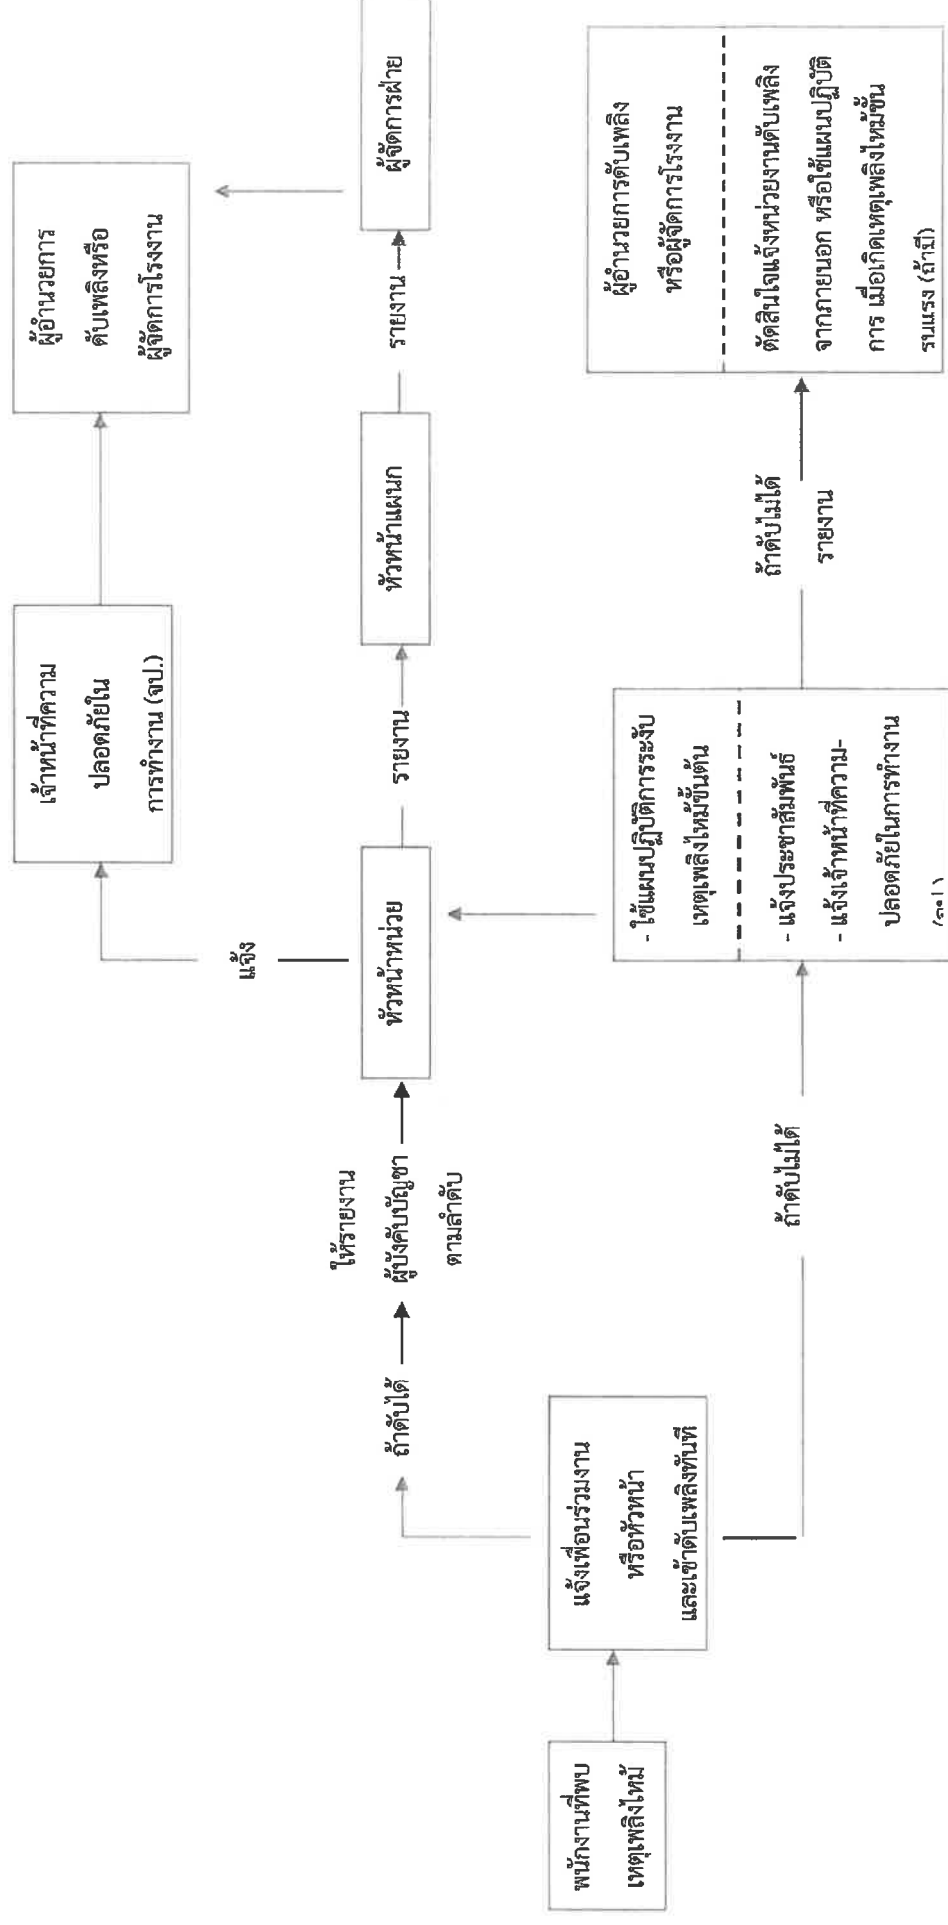 พนักงานที่พบ
เหตุเพลิงไหม้
แจ้งเพื่อนร่วมงาน
หรือหัวหน้า
และเข้าดับเพลิงทันที
ถ้าดับได้
ให้รายงาน
ผู้บังคับบัญชา
ตามลำดับ
หัวหน้าหน่วย
แจ้ง
เจ้าหน้าที่ความ
ปลอดภัยใน
การทำงาน (จป.)
ผู้อำนวยการ
ดับเพลิงหรือ
ผู้จัดการโรงงาน
รายงาน
หัวหน้าแผนก
รายงาน
ผู้จัดการฝ่าย
ถ้าดับไม่ได้
- ใช้แผนปฏิบัติการระงับ
เหตุเพลิงไหม้ขั้นต้น
- แจ้งประชาสัมพันธ์
- แจ้งเจ้าหน้าที่ความ-
ปลอดภัยในการทำงาน
ถ้าดับไม่ได้
รายงาน
ผู้อำนวยการดับเพลิง
หรือผู้จัดการโรงงาน
ตัดสินใจแจ้งหน่วยงานดับเพลิง
จากภายนอก หรือใช้แผนปฏิบัติ
การ เมื่อเกิดเหตุเพลิงไหม้ขั้น
รุนแรง (ถ้ามี)